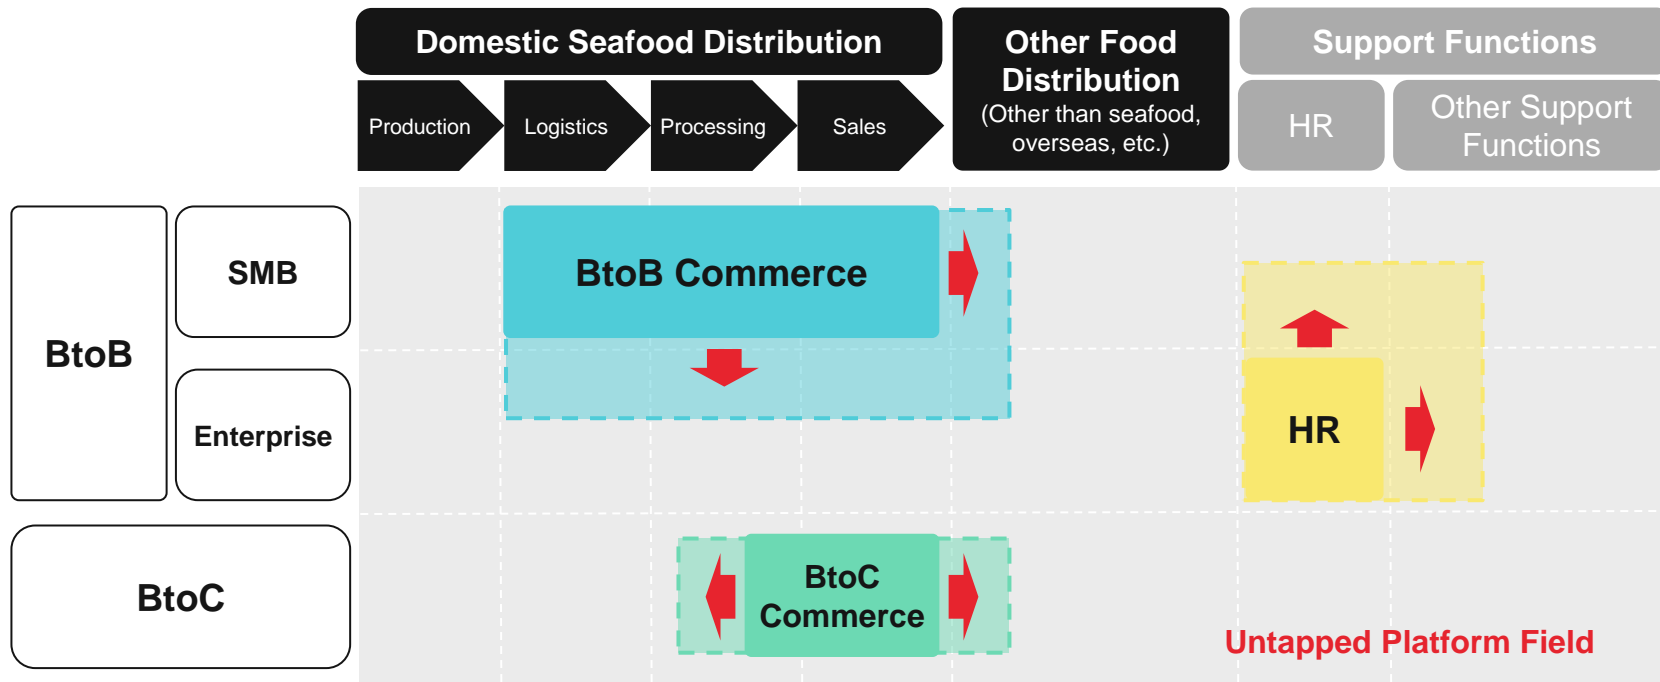 Domestic Seafood Distribution
Other Food
Distribution
(Other than seafood,
overseas, etc.)
Support Functions
Production
Logistics
Processing
Sales
HR
Other Support
Functions
BtoB
SMB
BtoB Commerce
Enterprise
HR
BtoC
BtoC
Commerce
Untapped Platform Field